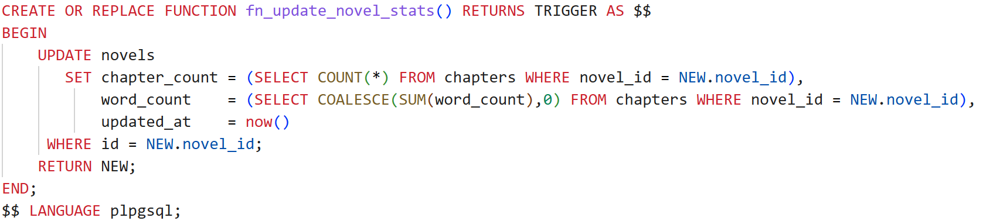 CREATE OR REPLACE FUNCTION fn_update_novel_stats() RETURNS TRIGGER AS $$
BEGIN
    UPDATE novels
       SET chapter_count = (SELECT COUNT(*) FROM chapters WHERE novel_id = NEW.novel_id),
           word_count    = (SELECT COALESCE(SUM(word_count),0) FROM chapters WHERE novel_id = NEW.novel_id),
           updated_at    = now()
     WHERE id = NEW.novel_id;
    RETURN NEW;
END;
$$ LANGUAGE plpgsql;